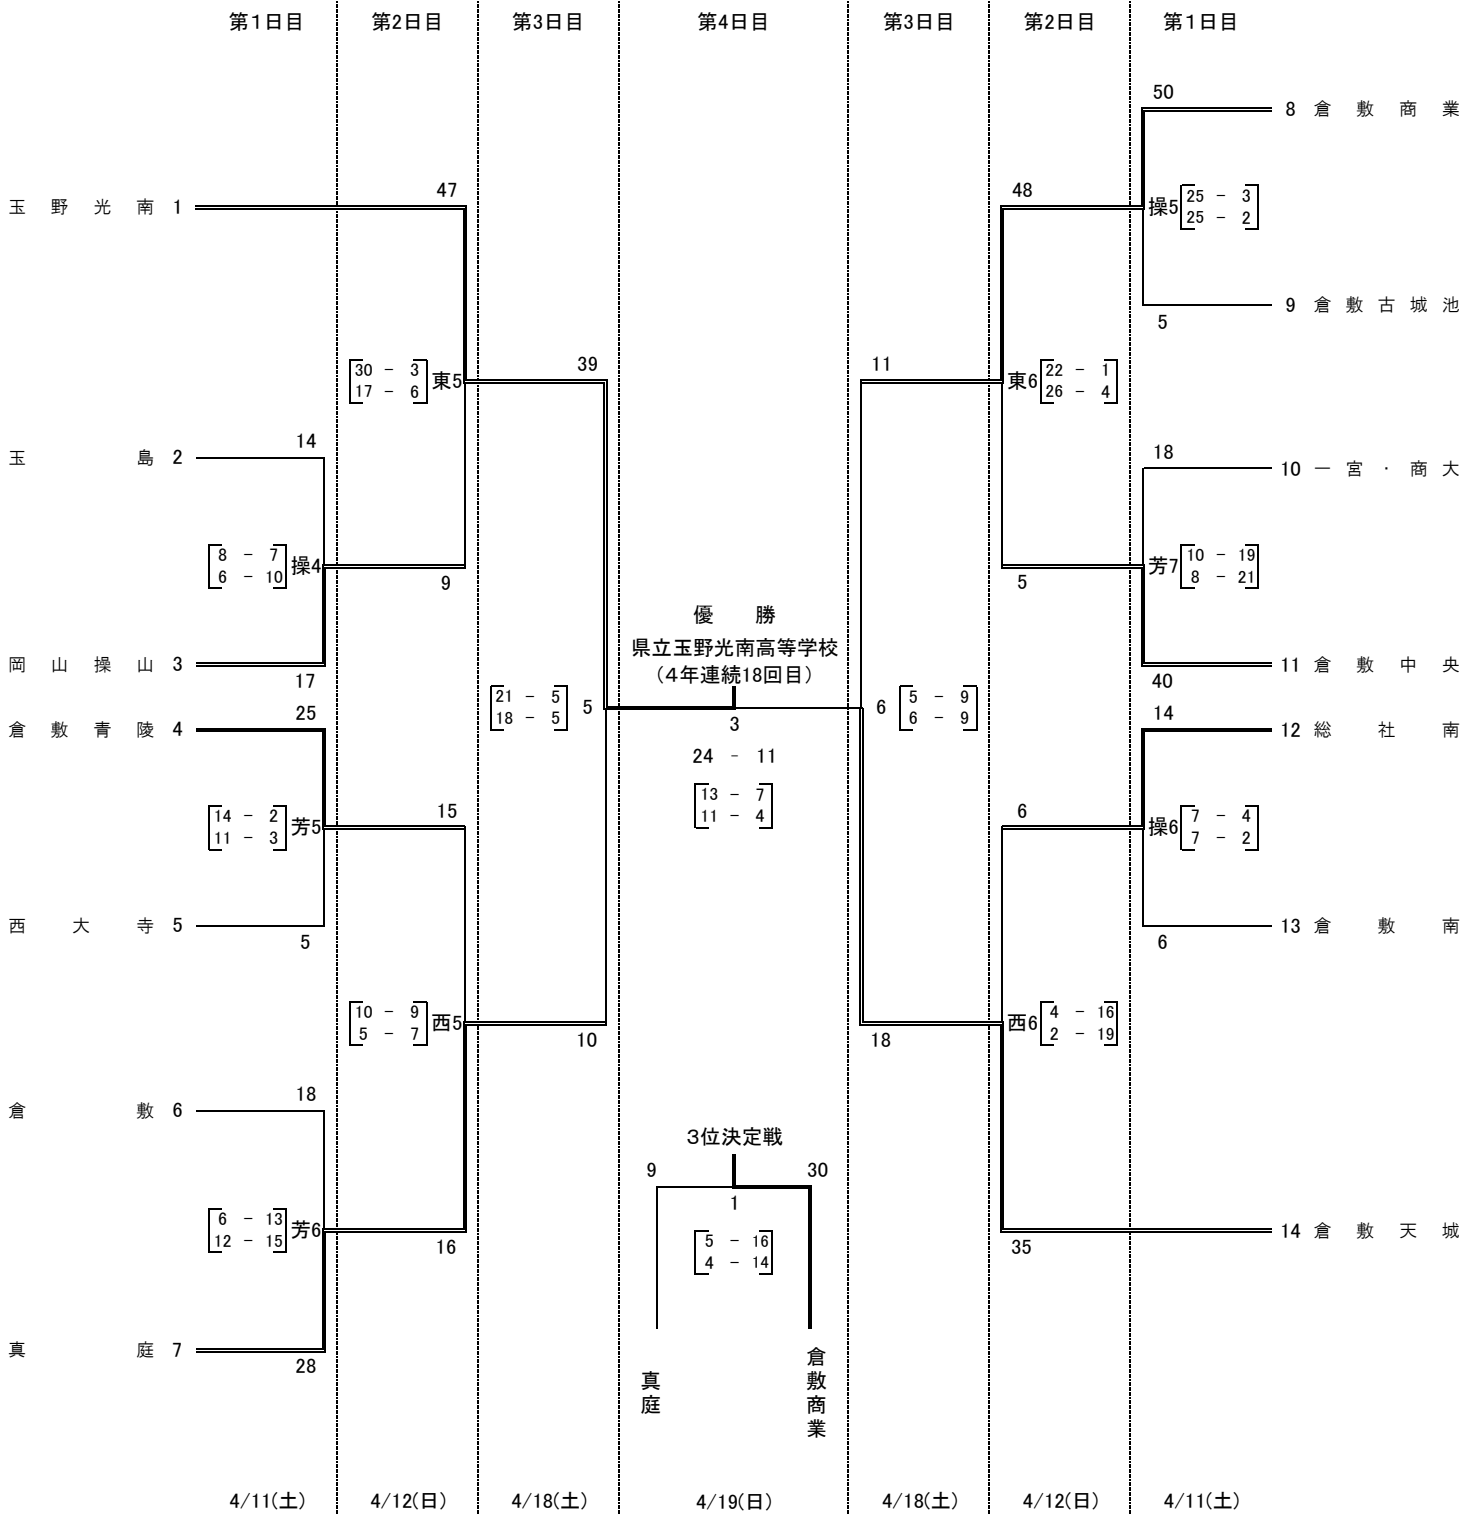 第1日目 第2日目 第3日目 第4日目 第3日目 第2日目 第1日目
50
8 倉敷商業
47
48
玉野光南 1
操5 25 - 3
25 - 2
9 倉敷古城池
5
39
11
30 - 3
17 - 6
東5
東6
22 - 1
26 - 4
14
18
玉島 2
10 一宮・商大
8 - 7
6 - 10
操4
芳7
10 - 19
8 - 21
9
5
優勝
県立玉野光南高等学校
(4年連続18回目)
岡山操山 3
11 倉敷中央
17
40
21 - 5
18 - 5
5
6
5 - 9
6 - 9
25
14
倉敷青陵 4
12 総社南
3
24 - 11
13 - 7
11 - 4
14 - 2
11 - 3
芳5
15
6
操6
7 - 4
7 - 2
西大寺 5
13 倉敷南
5
6
10 - 9
5 - 7
西5
西6
4 - 16
2 - 19
10
18
18
倉敷 6
3位決定戦
9
30
1
5 - 16
4 - 14
6 - 13
12 - 15
芳6
16
35
14 倉敷天城
真庭 7
28
真庭
倉敷商業
4/11(土) 4/12(日) 4/18(土) 4/19(日) 4/18(土) 4/12(日) 4/11(土)